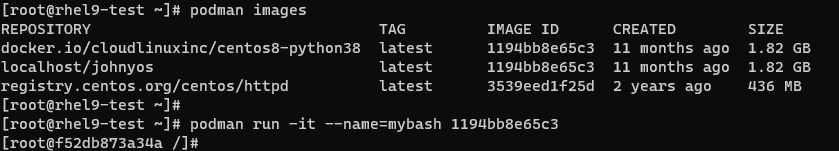 [root@rhel9-test ~]# podman images
REPOSITORY TAG IMAGE ID CREATED SIZE
docker.io/cloudlinuxinc/centos8-python38 latest 1194bb8e65c3 11 months ago 1.82 GB
localhost/johnyos latest 1194bb8e65c3 11 months ago 1.82 GB
registry.centos.org/centos/httpd latest 3539eed1f25d 2 years ago 436 MB
[root@rhel9-test ~]#
[root@rhel9-test ~]# podman run -it --name=mybash 1194bb8e65c3
[root@f52db873a34a /]#